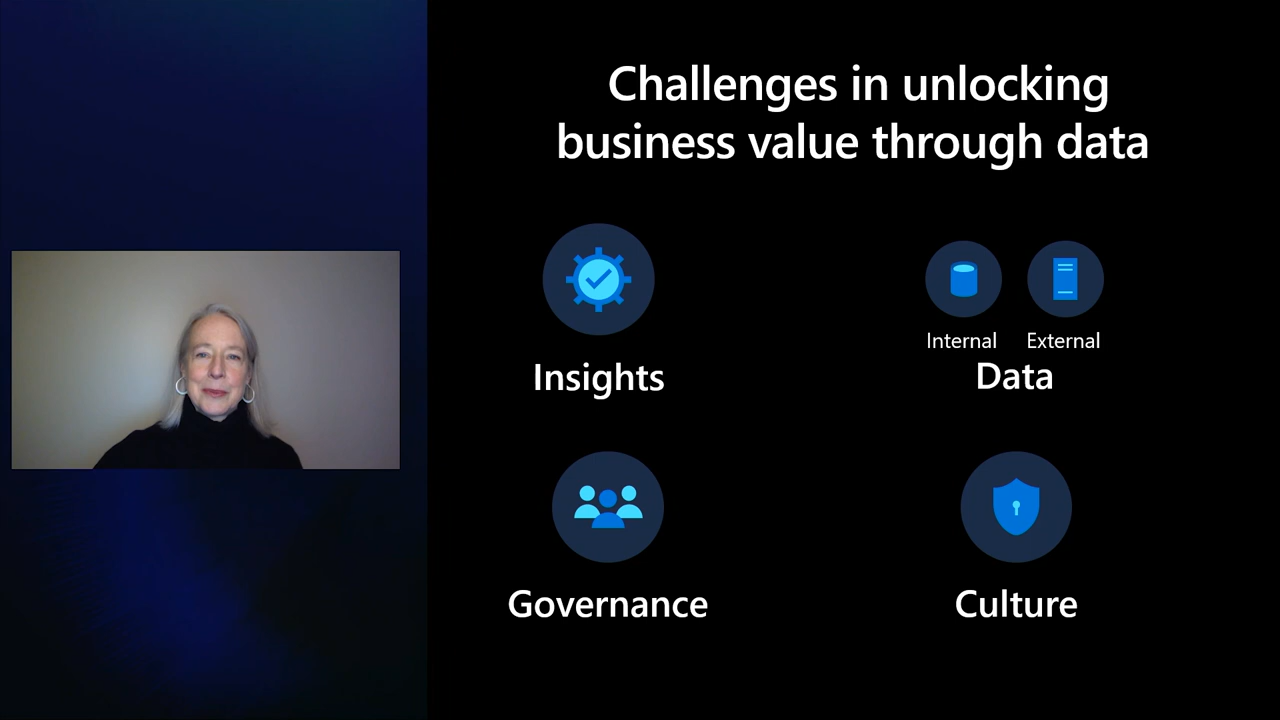 Challenges in unlocking
business value through data
Insights
Internal External
Data
Governance
Culture